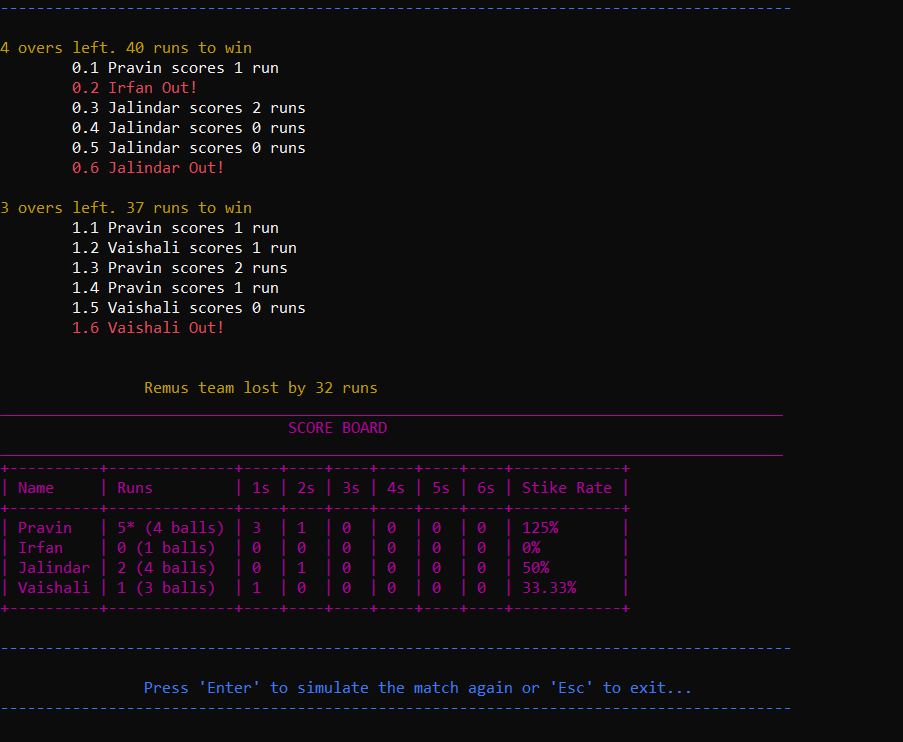 --------------------------------------------------------------------------------------
4 overs left. 40 runs to win
0.1 Pravin scores 1 run
0.2 Irfan Out!
0.3 Jalindar scores 2 runs
0.4 Jalindar scores 0 runs
0.5 Jalindar scores 0 runs
0.6 Jalindar Out!
3 overs left. 37 runs to win
1.1 Pravin scores 1 run
1.2 Vaishali scores 1 run
1.3 Pravin scores 2 runs
1.4 Pravin scores 1 run
1.5 Vaishali scores 0 runs
1.6 Vaishali Out!
Remus team lost by 32 runs
SCORE BOARD
+----------+--------------+----+----+----+----+----+----+------------+
| Name     | Runs         | 1s | 2s | 3s | 4s | 5s | 6s | Stike Rate |
+----------+--------------+----+----+----+----+----+----+------------+
| Pravin   | 5* (4 balls) | 3  | 1  | 0  | 0  | 0  | 0  | 125%       |
| Irfan    | 0 (1 balls)  | 0  | 0  | 0  | 0  | 0  | 0  | 0%         |
| Jalindar | 2 (4 balls)  | 0  | 1  | 0  | 0  | 0  | 0  | 50%        |
| Vaishali | 1 (3 balls)  | 1  | 0  | 0  | 0  | 0  | 0  | 33.33%     |
+----------+--------------+----+----+----+----+----+----+------------+
--------------------------------------------------------------------------------------
Press 'Enter' to simulate the match again or 'Esc' to exit...
--------------------------------------------------------------------------------------